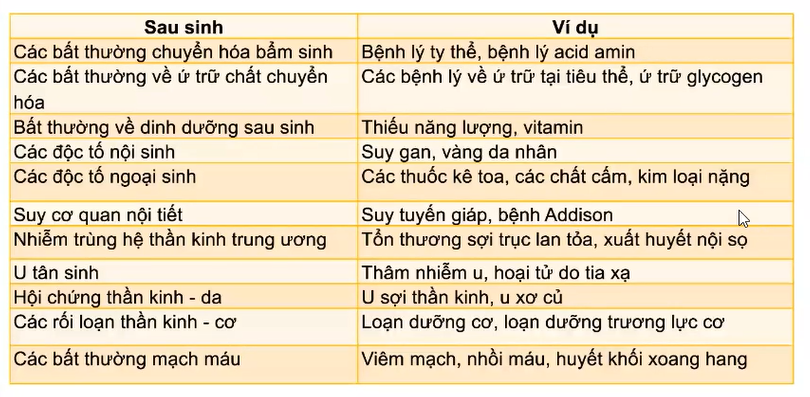 Sau sinh Ví dụ
Các bất thường chuyển hóa bẩm sinh Bệnh lý ty thể, bệnh lý acid amin
Các bất thường về ứ trữ chất chuyển Các bệnh lý về ứ trữ tại tiêu thể, ứ trữ glycogen
hóa
Bất thường về dinh dưỡng sau sinh Thiếu năng lượng, vitamin
Các độc tố nội sinh Suy gan, vàng da nhân
Các độc tố ngoại sinh Các thuốc kê toa, các chất cấm, kim loại nặng
Suy cơ quan nội tiết Suy tuyến giáp, bệnh Addison
Nhiễm trùng hệ thần kinh trung ương Tổn thương sợi trục lan tỏa, xuất huyết nội sọ
U tân sinh Thâm nhiễm u, hoại tử do tia xạ
Hội chứng thần kinh - da U sợi thần kinh, u xơ củ
Các rối loạn thần kinh - cơ Loạn dưỡng cơ, loạn dưỡng trương lực cơ
Các bất thường mạch máu Viêm mạch, nhồi máu, huyết khối xoang hang